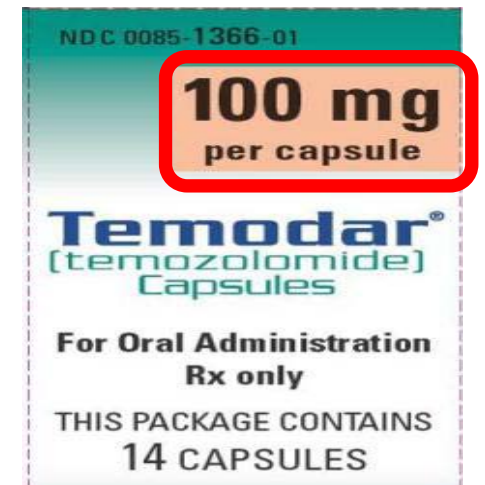 NDC 0085-1366-01
100 mg
per capsule
Temodar®
(temozolomide)
Capsules
For Oral Administration
Rx only
THIS PACKAGE CONTAINS
14 CAPSULES